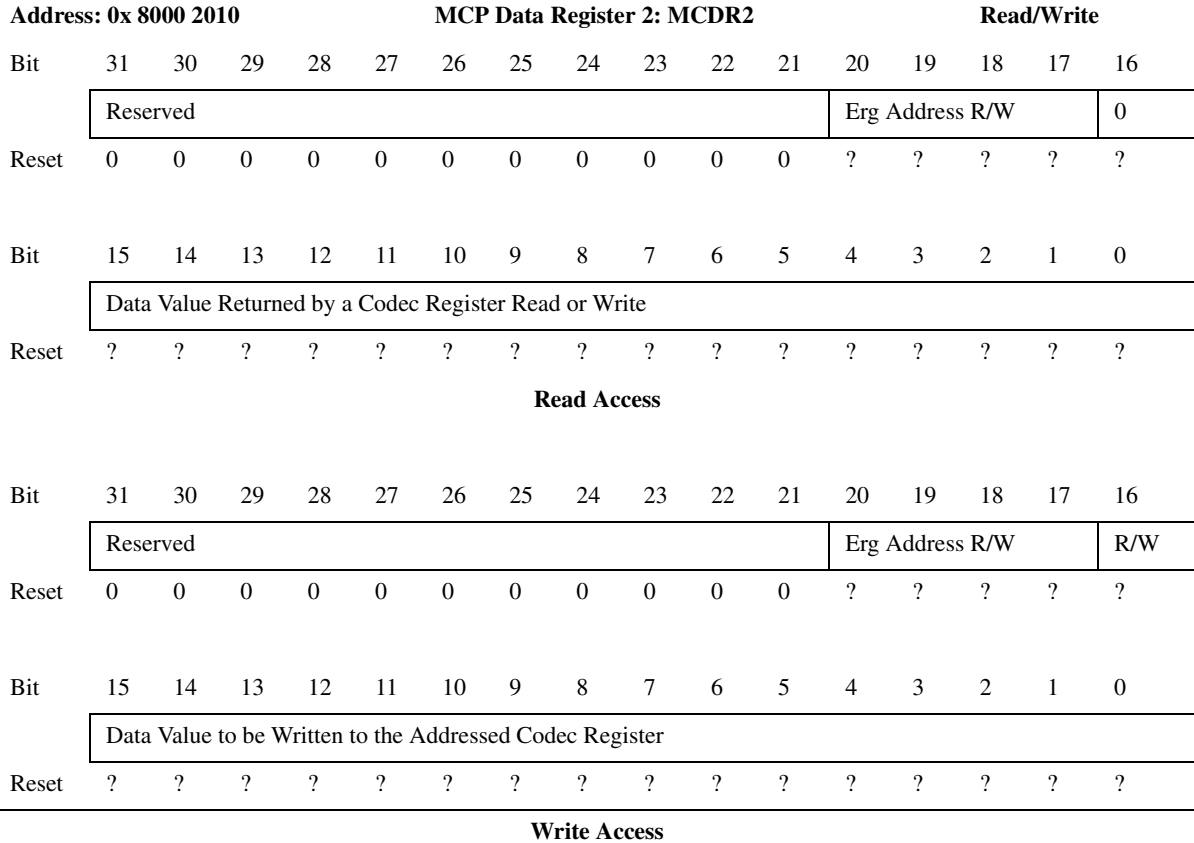 Address: 0x 8000 2010 MCP Data Register 2: MCDR2 Read/Write
Bit 31 30 29 28 27 26 25 24 23 22 21 20 19 18 17 16
Reserved Erg Address R/W 0
Reset 0 0 0 0 0 0 0 0 0 0 0 ? ? ? ? ?
Bit 15 14 13 12 11 10 9 8 7 6 5 4 3 2 1 0
Data Value Returned by a Codec Register Read or Write
Reset ? ? ? ? ? ? ? ? ? ? ? ? ? ? ? ?
Read Access
Bit 31 30 29 28 27 26 25 24 23 22 21 20 19 18 17 16
Reserved Erg Address R/W R/W
Reset 0 0 0 0 0 0 0 0 0 0 0 ? ? ? ? ?
Bit 15 14 13 12 11 10 9 8 7 6 5 4 3 2 1 0
Data Value to be Written to the Addressed Codec Register
Reset ? ? ? ? ? ? ? ? ? ? ? ? ? ? ? ?
Write Access